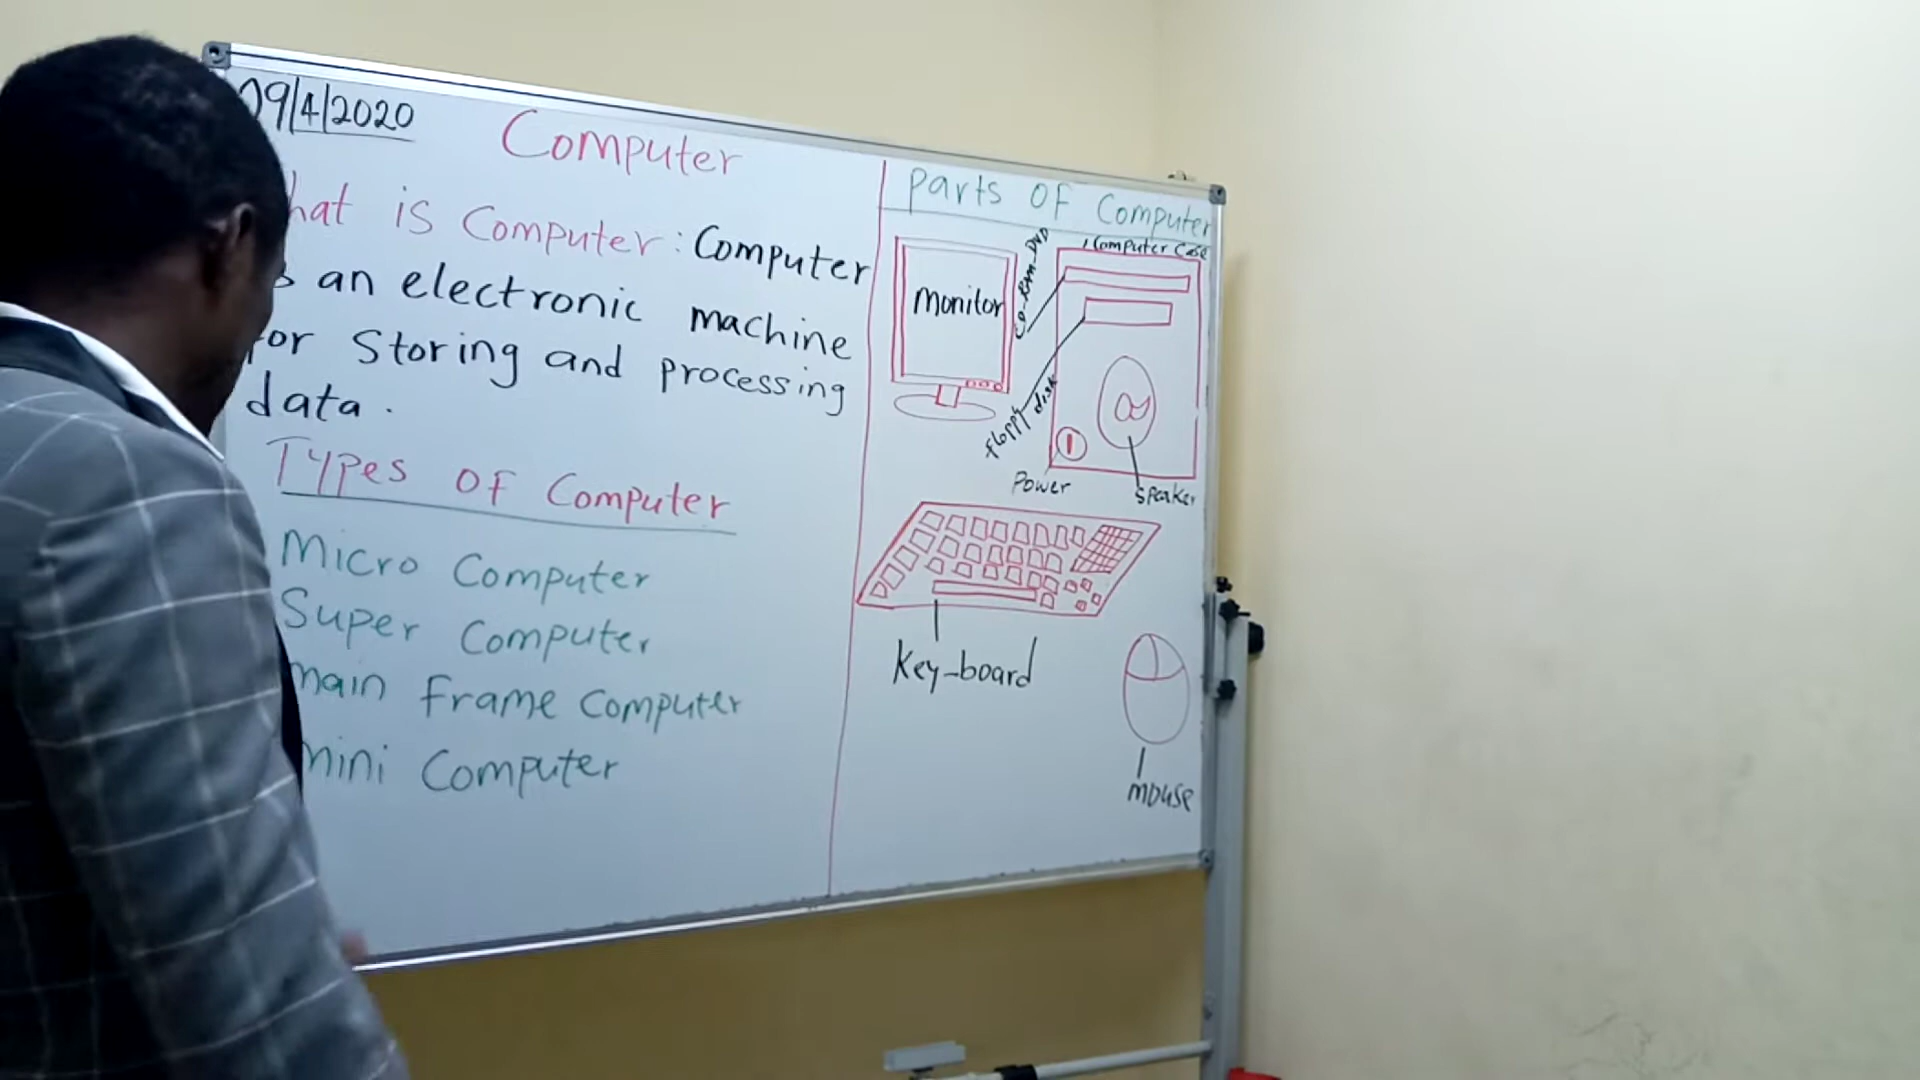 09/4/2020
Computer
hat is Computer: Computer
s an electronic machine
for Storing and processing
data.
Types of Computer
Micro Computer
Super Computer
main frame Computer
mini Computer
Parts of Computer
Computer Case
monitor
CD-Rom-DVD
Floppy disk
Power
Speaker
Key-board
mouse